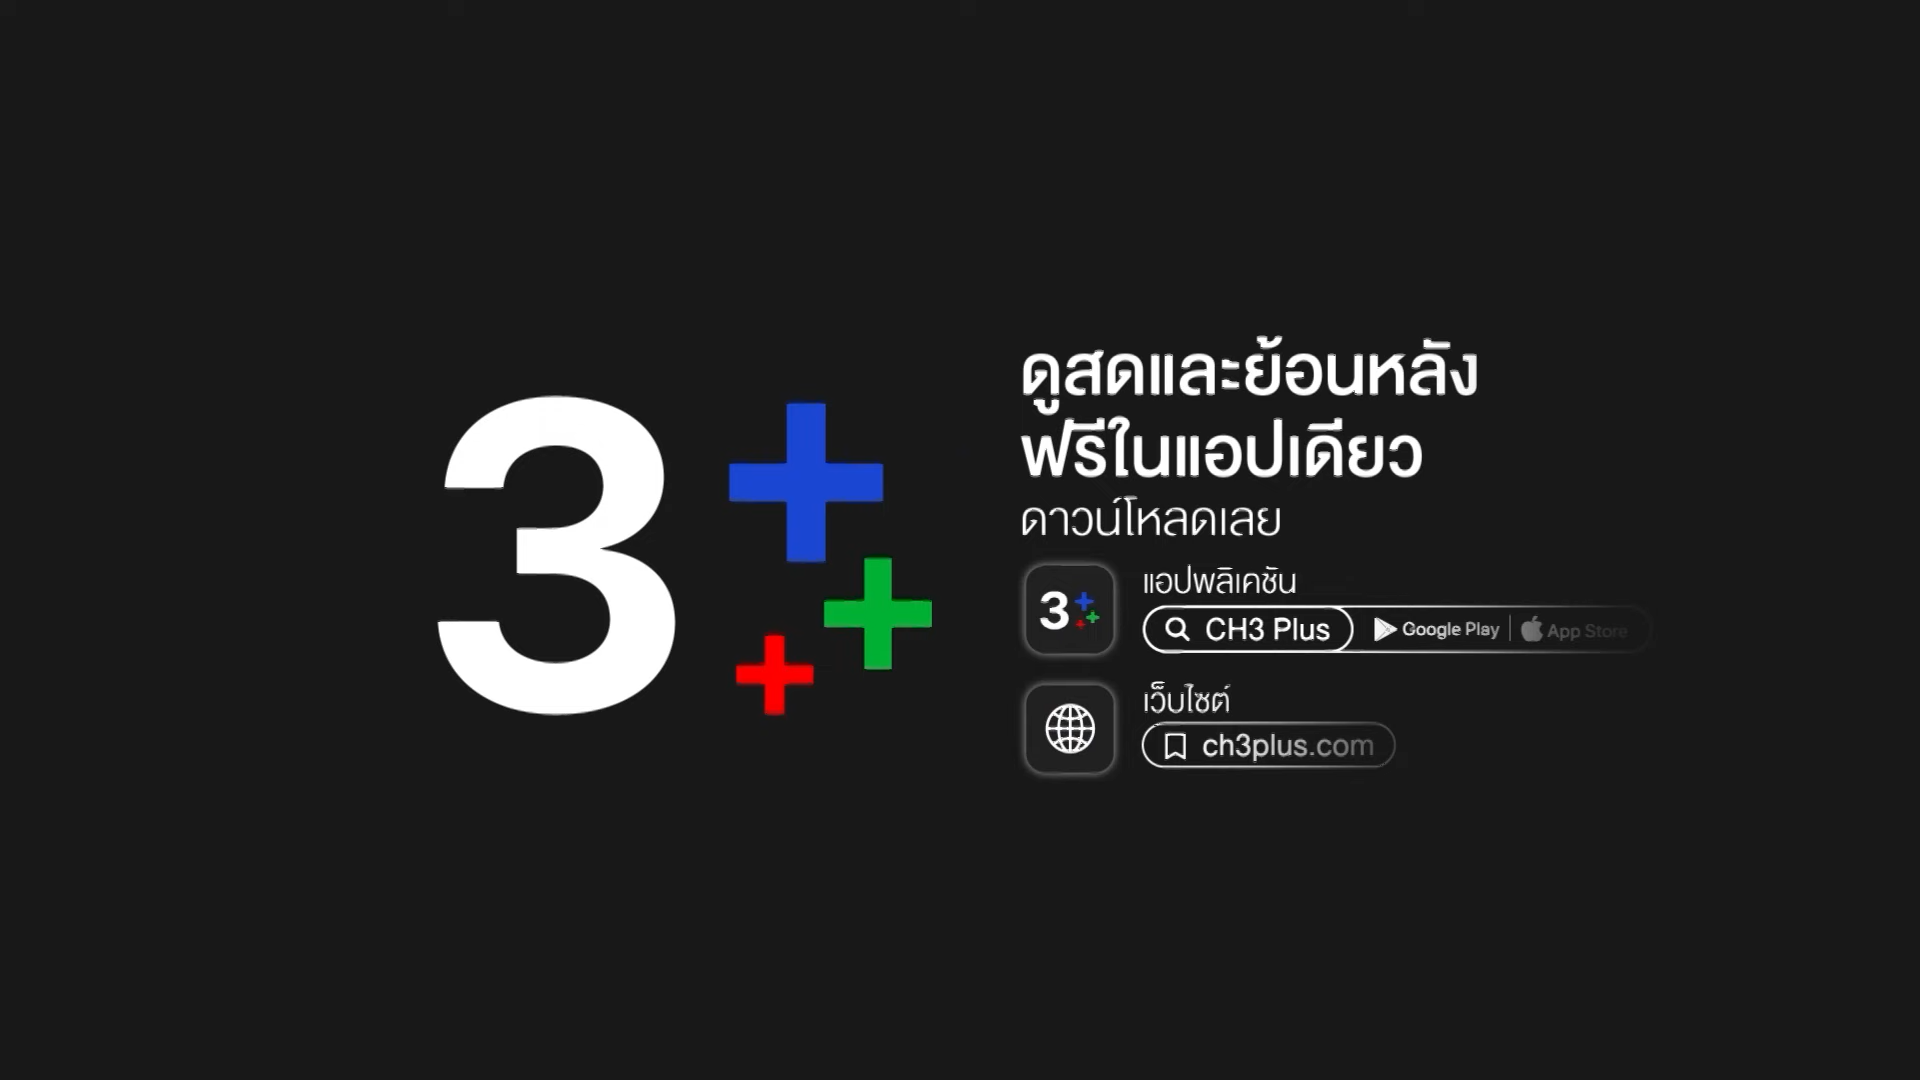 3+++
ดูสดและย้อนหลัง
ฟรีในแอปเดียว
ดาวน์โหลดเลย
3+++
แอปพลิเคชัน
CH3 Plus
Google Play
App Store
เว็บไซต์
ch3plus.com